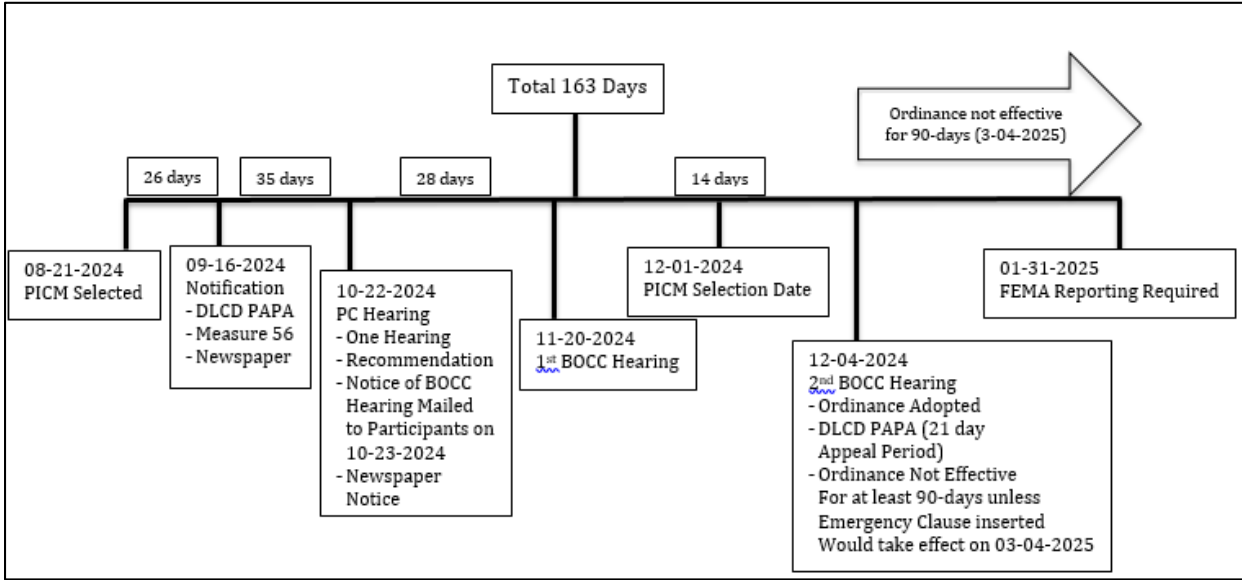 Total 163 Days
Ordinance not effective
for 90-days (3-04-2025)
26 days
35 days
28 days
14 days
08-21-2024
PICM Selected
09-16-2024
Notification
- DLCD PAPA
- Measure 56
- Newspaper
10-22-2024
PC Hearing
- One Hearing
- Recommendation
- Notice of BOCC
Hearing Mailed
to Participants on
10-23-2024
- Newspaper
Notice
11-20-2024
1st BOCC Hearing
12-01-2024
PICM Selection Date
12-04-2024
2nd BOCC Hearing
- Ordinance Adopted
- DLCD PAPA (21 day
Appeal Period)
- Ordinance Not Effective
For at least 90-days unless
Emergency Clause inserted
Would take effect on 03-04-2025
01-31-2025
FEMA Reporting Required